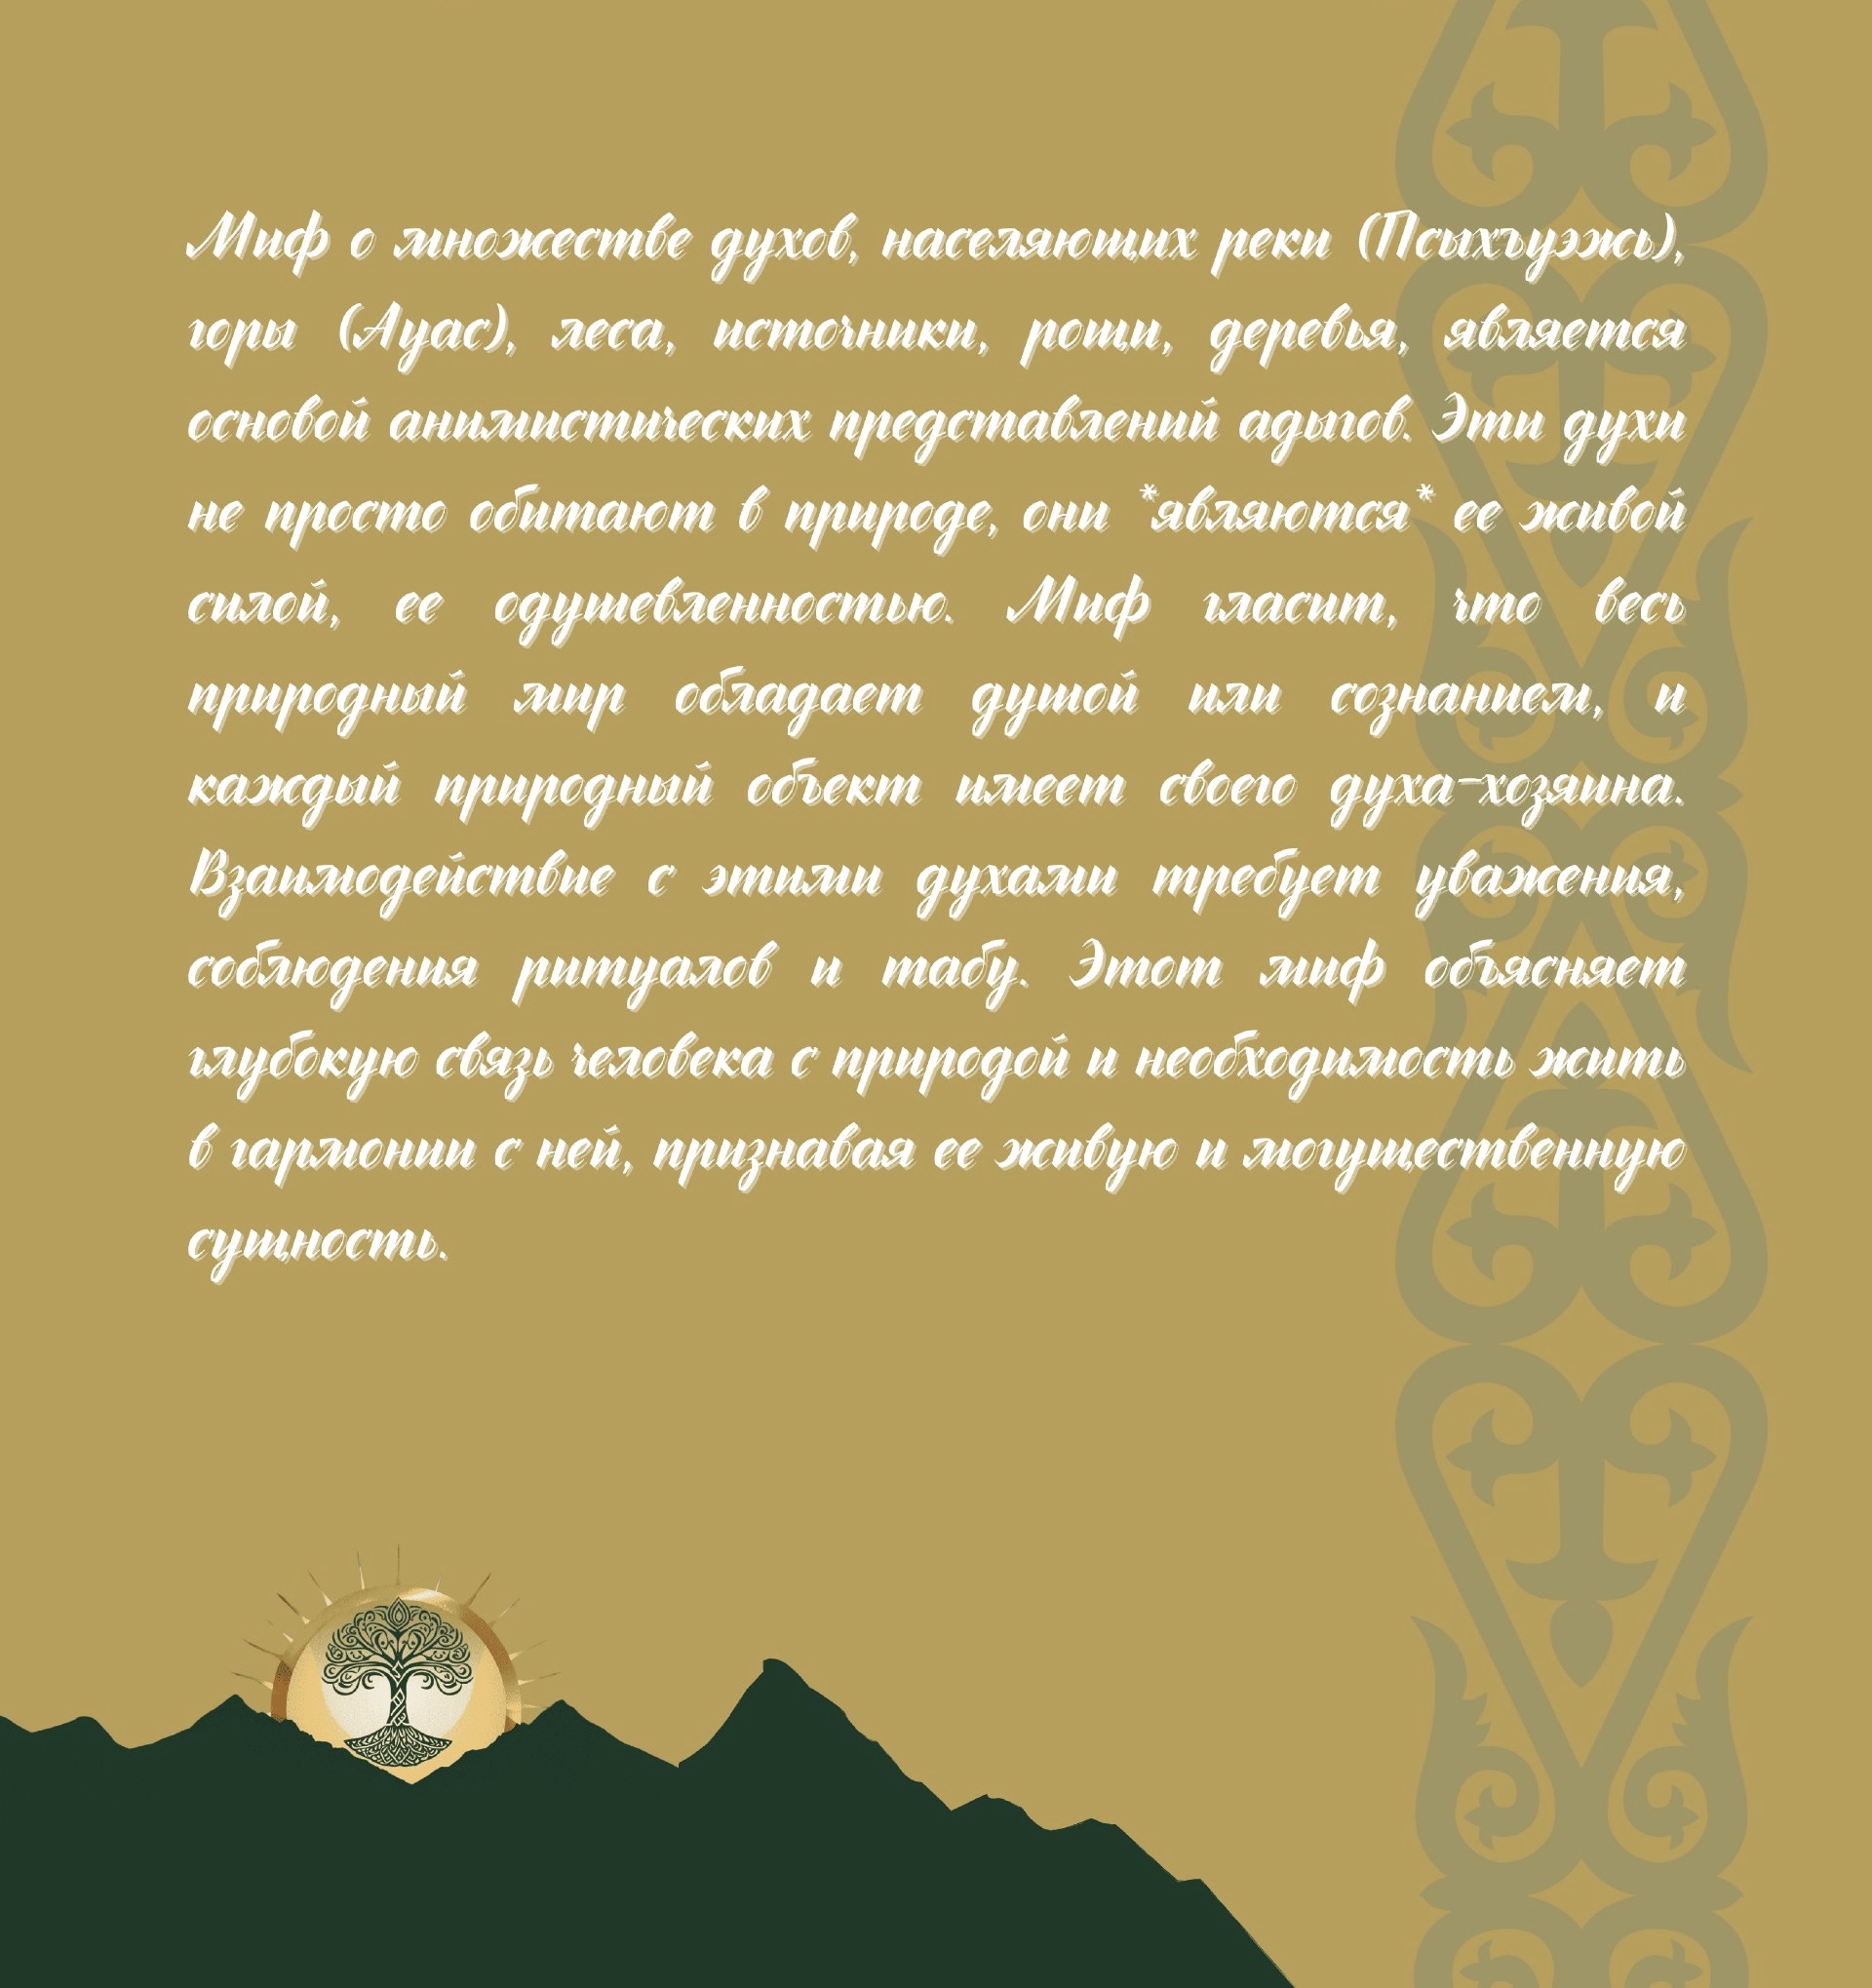 Миф о множестве духов, населяющих реки (Псыхъуэжь),
горы (Ауас), леса, источники, рощи, деревья, является
основой анимистических представлений адыгов. Эти духи
не просто обитают в природе, они *являются* ее живой
силой, ее одушевленностью. Миф гласит, что весь
природный мир обладает душой или сознанием, и
каждый природный объект имеет своего духа-хозяина.
Взаимодействие с этими духами требует уважения,
соблюдения ритуалов и табу. Этот миф объясняет
глубокую связь человека с природой и необходимость жить
в гармонии с ней, признавая ее живую и могущественную
сущность.